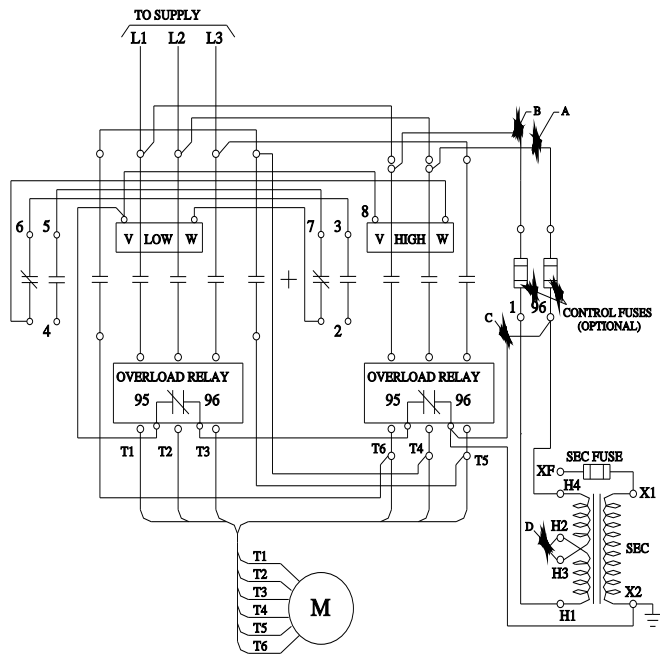 TO SUPPLY
L1 L2 L3
B A
6 5 7 3 8
V LOW W
V HIGH W
4 2
1 96
C
CONTROL FUSES
(OPTIONAL)
OVERLOAD RELAY
95 96
OVERLOAD RELAY
95 96
T1 T2 T3 T6 T4 T5
SEC FUSE
XF
H4 X1
D H2
H3
SEC
X2
H1
T1
T2
T3
T4
T5
T6
M